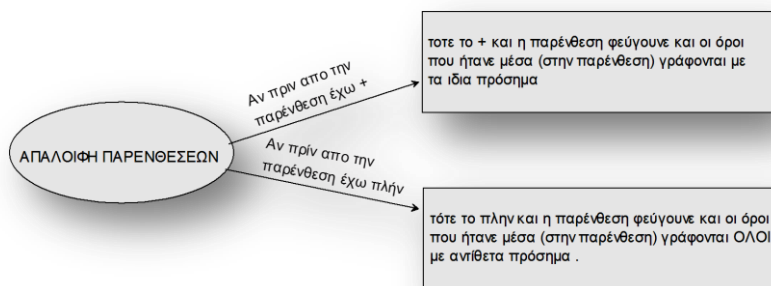 ΑΠΑΛΟΙΦΗ ΠΑΡΕΝΘΕΣΕΩΝ
Αν πριν απο την
παρένθεση έχω +
τοτε το + και η παρένθεση φεύγουνε και οι όροι
που ήτανε μέσα (στην παρένθεση) γράφονται με
τα ιδια πρόσημα
Αν πρίν απο την
παρένθεση έχω πλήν
τότε το πλην και η παρένθεση φεύγουνε και οι όροι
που ήτανε μέσα (στην παρένθεση) γράφονται ΟΛΟΙ
με αντίθετα πρόσημα .